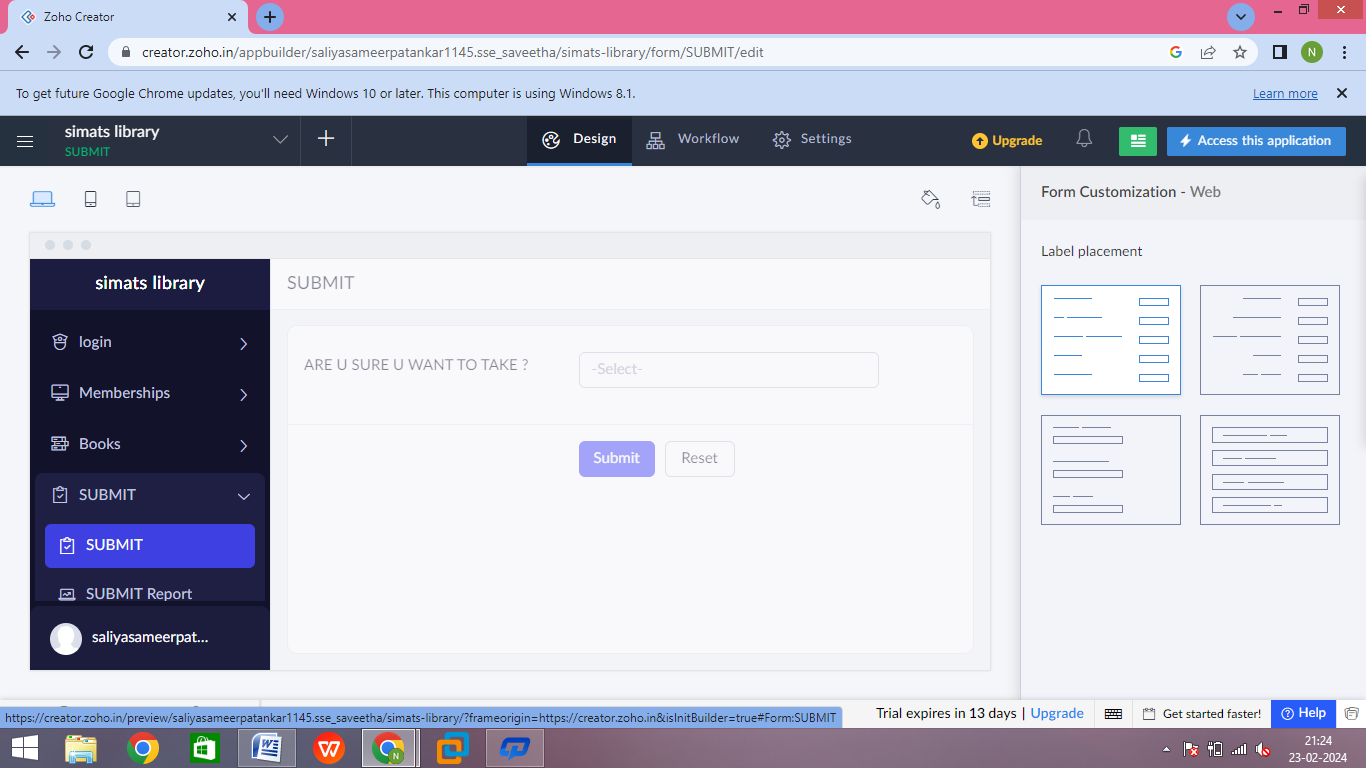 Zoho Creator
creator.zoho.in/appbuilder/saliyasameerpatankar1145.sse_saveetha/simats-library/form/SUBMIT/edit
N
To get future Google Chrome updates, you'll need Windows 10 or later. This computer is using Windows 8.1.
Learn more
simats library
SUBMIT
Design
Workflow
Settings
Upgrade
Access this application
Form Customization - Web
Label placement
simats library
login
Memberships
Books
SUBMIT
SUBMIT
SUBMIT Report
saliyasameerpat...
SUBMIT
ARE U SURE U WANT TO TAKE ?
-Select-
Submit
Reset
https://creator.zoho.in/preview/saliyasameerpatankar1145.sse_saveetha/simats-library/?frameorigin=https://creator.zoho.in&isInitBuilder=true#Form:SUBMIT
Trial expires in 13 days | Upgrade
Get started faster!
Help
21:24
23-02-2024